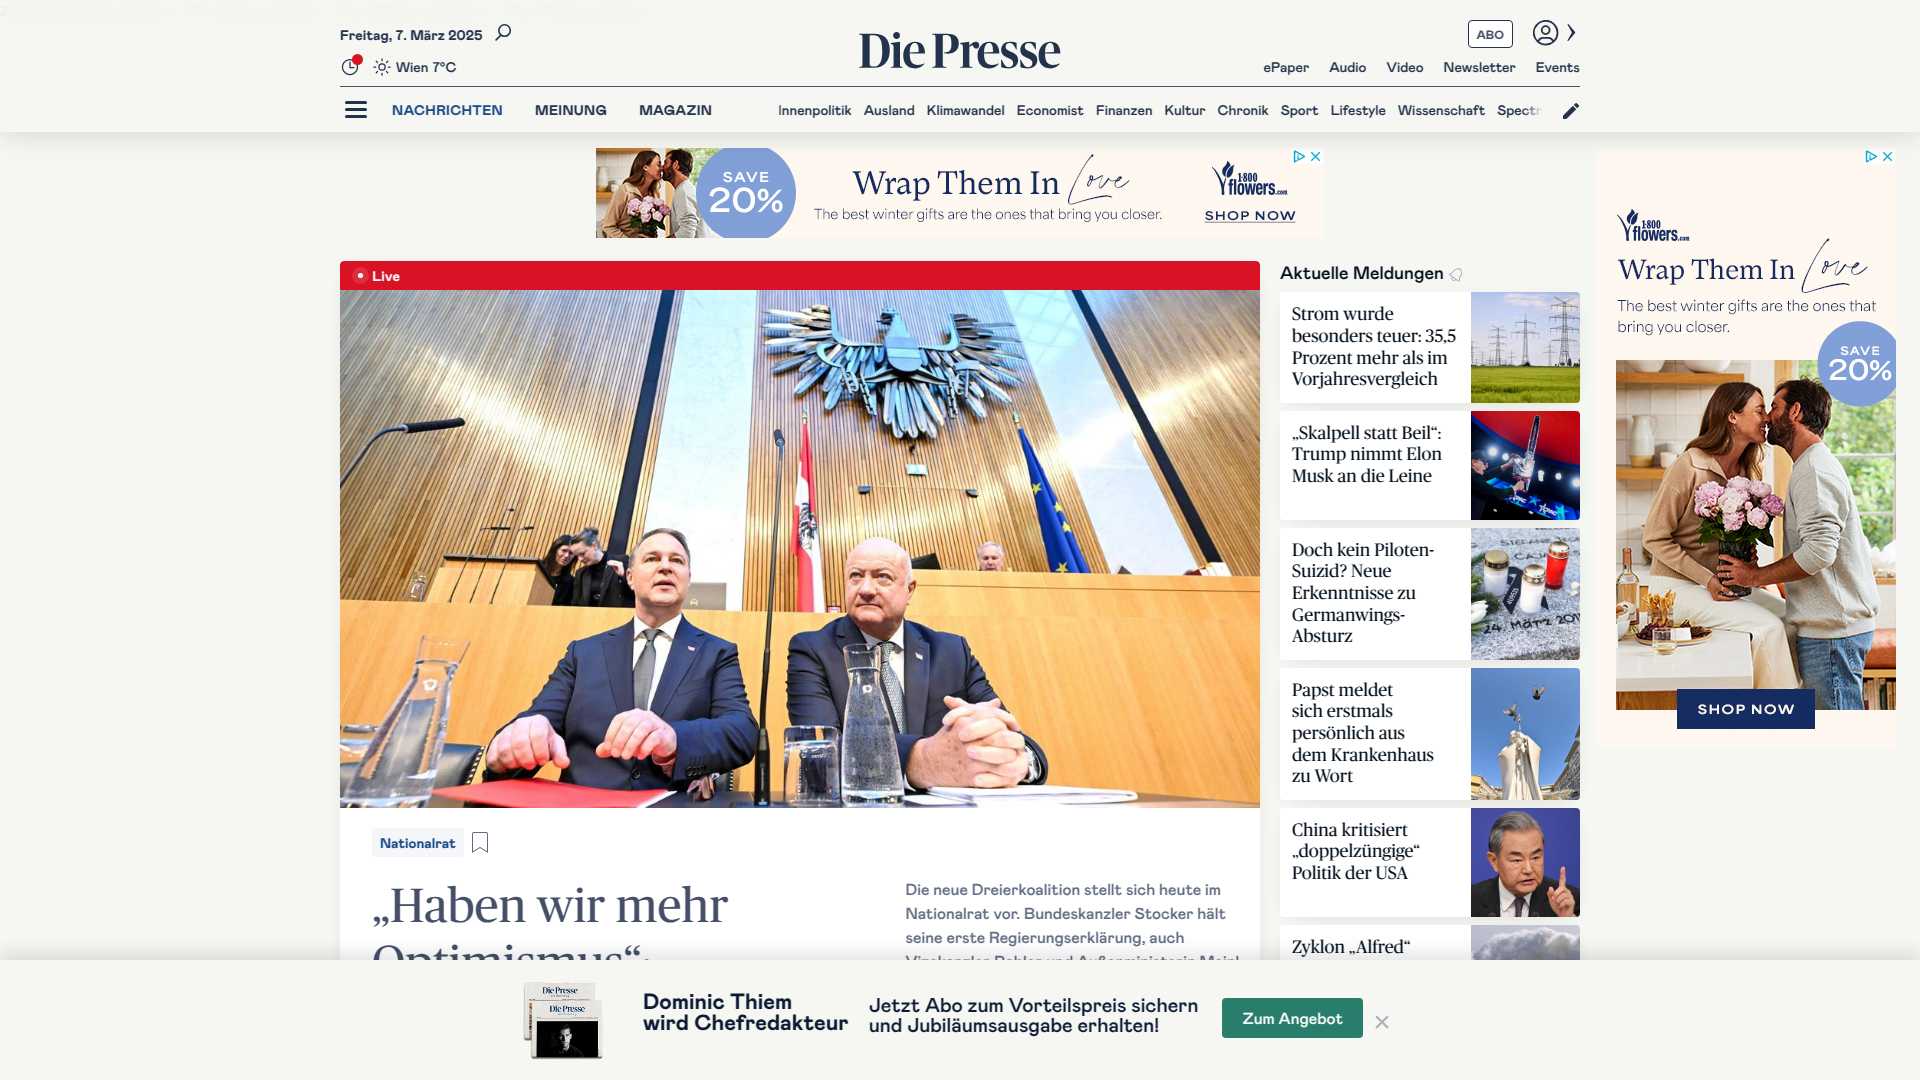 Freitag, 7. März 2025
Wien 7°C
Die Presse
ABO
ePaper Audio Video Newsletter Events
NACHRICHTEN MEINUNG MAGAZIN
Innenpolitik Ausland Klimawandel Economist Finanzen Kultur Chronik Sport Lifestyle Wissenschaft
SAVE
20%
Wrap Them In Love
The best winter gifts are the ones that bring you closer.
1-800
flowers.com
SHOP NOW
Live
Nationalrat
„Haben wir mehr
Optimismus“:
Die neue Dreierkoalition stellt sich heute im
Nationalrat vor. Bundeskanzler Stocker hält
seine erste Regierungserklärung, auch
Aktuelle Meldungen
Strom wurde
besonders teuer: 35,5
Prozent mehr als im
Vorjahresvergleich
„Skalpell statt Beil“:
Trump nimmt Elon
Musk an die Leine
Doch kein Piloten-
Suizid? Neue
Erkenntnisse zu
Germanwings-
Absturz
Papst meldet
sich erstmals
persönlich aus
dem Krankenhaus
zu Wort
China kritisiert
„doppelzüngige“
Politik der USA
Zyklon „Alfred“
1-800
flowers.com
Wrap Them In Love
The best winter gifts are the ones that
bring you closer.
SAVE
20%
SHOP NOW
Die Presse
Die Presse
Dominic Thiem
wird Chefredakteur
Jetzt Abo zum Vorteilspreis sichern
und Jubiläumsausgabe erhalten!
Zum Angebot